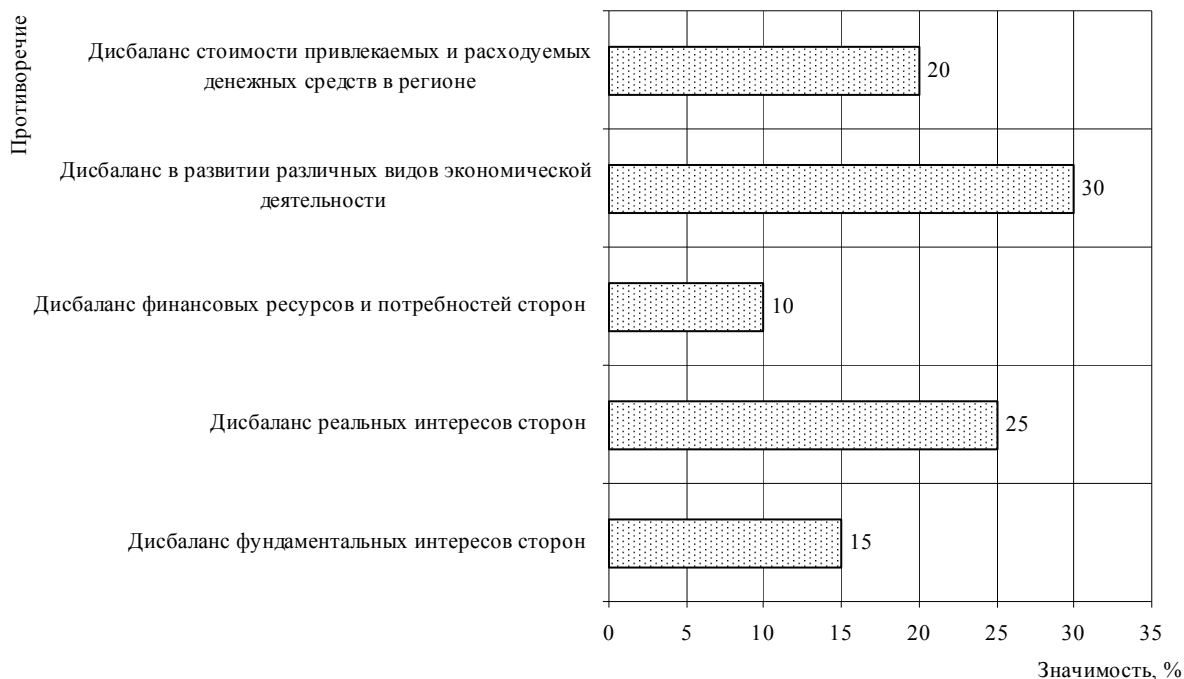 Противоречие
Дисбаланс стоимости привлекаемых и расходуемых
денежных средств в регионе
20
Дисбаланс в развитии различных видов экономической
деятельности
30
Дисбаланс финансовых ресурсов и потребностей сторон
10
Дисбаланс реальных интересов сторон
25
Дисбаланс фундаментальных интересов сторон
15
0 5 10 15 20 25 30 35
Значимость, %